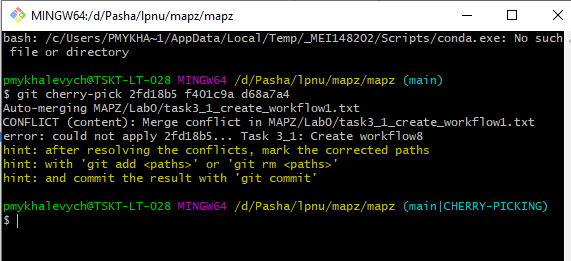 MINGW64:/d/Pasha/lpnu/mapz/mapz
bash: /c/Users/PMYKHA~1/AppData/Local/Temp/_MEI148202/Scripts/conda.exe: No such
 file or directory
pmykhalevych@TSKT-LT-028 MINGW64 /d/Pasha/lpnu/mapz/mapz (main)
$ git cherry-pick 2fd18b5 f401c9a d68a7a4
Auto-merging MAPZ/Lab0/task3_1_create_workflow1.txt
CONFLICT (content): Merge conflict in MAPZ/Lab0/task3_1_create_workflow1.txt
error: could not apply 2fd18b5... Task 3_1: Create workflow8
hint: after resolving the conflicts, mark the corrected paths
hint: with 'git add <paths>' or 'git rm <paths>'
hint: and commit the result with 'git commit'
pmykhalevych@TSKT-LT-028 MINGW64 /d/Pasha/lpnu/mapz/mapz (main|CHERRY-PICKING)
$